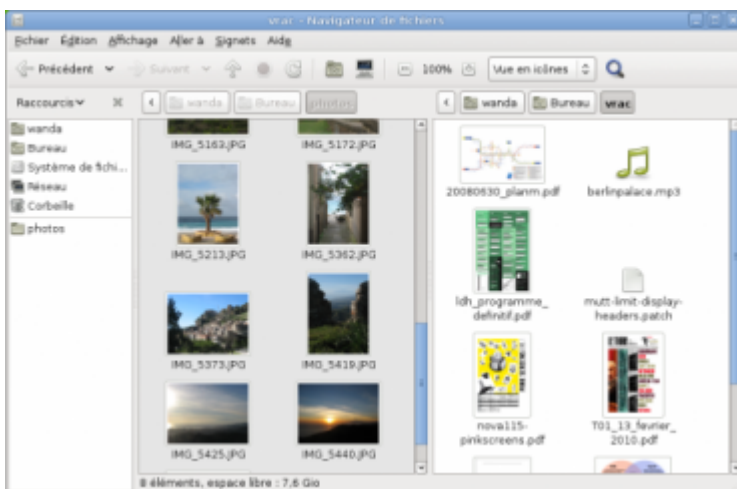 vrac - Navigateur de fichiers
Fichier Édition Affichage Aller à Signets Aide
Précédent Suivant 100% Vue en icônes
Raccourcis wanda Bureau photos wanda Bureau vrac
wanda
Bureau
Système de fichi...
Réseau
Corbeille
photos
IMG_5163.JPG IMG_5172.JPG
IMG_5213.JPG IMG_5362.JPG
IMG_5373.JPG IMG_5419.JPG
IMG_5425.JPG IMG_5440.JPG
20080630_planm.pdf berlinpalace.mp3
ldh_programme_
definitif.pdf
mutt-limit-display-
headers.patch
nova115-
pinkscreens.pdf
T01_13_fevrier_
2010.pdf
8 éléments, espace libre : 7,6 Gio